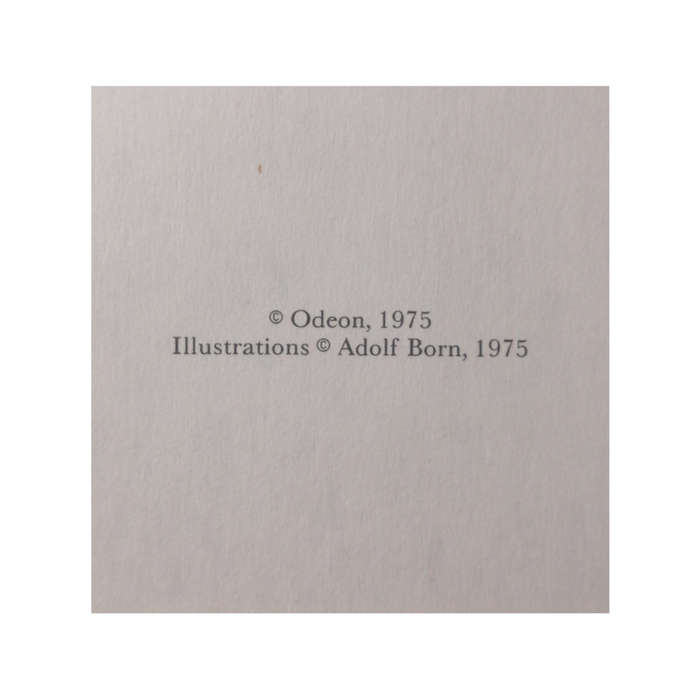 © Odeon, 1975
Illustrations © Adolf Born, 1975